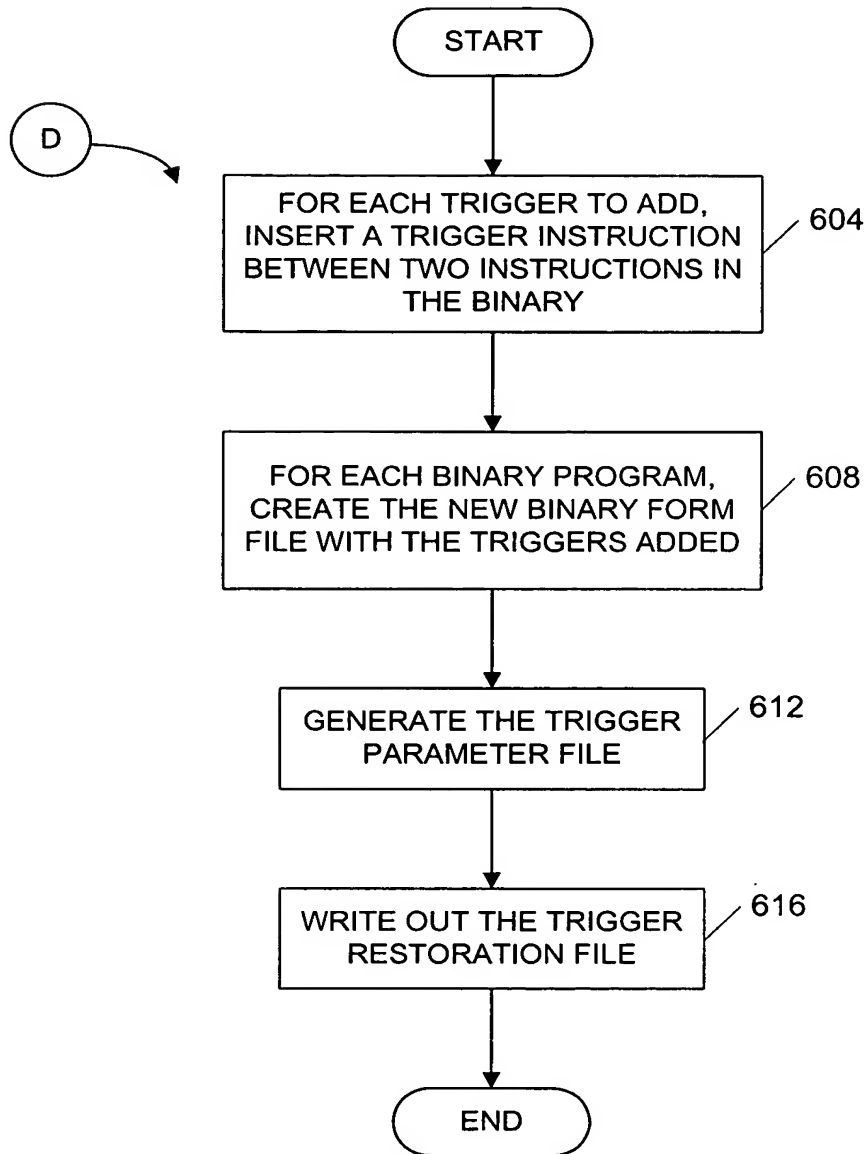 START
D
FOR EACH TRIGGER TO ADD,
INSERT A TRIGGER INSTRUCTION
BETWEEN TWO INSTRUCTIONS IN
THE BINARY
604
FOR EACH BINARY PROGRAM,
CREATE THE NEW BINARY FORM
FILE WITH THE TRIGGERS ADDED
608
GENERATE THE TRIGGER
PARAMETER FILE
612
WRITE OUT THE TRIGGER
RESTORATION FILE
616
END